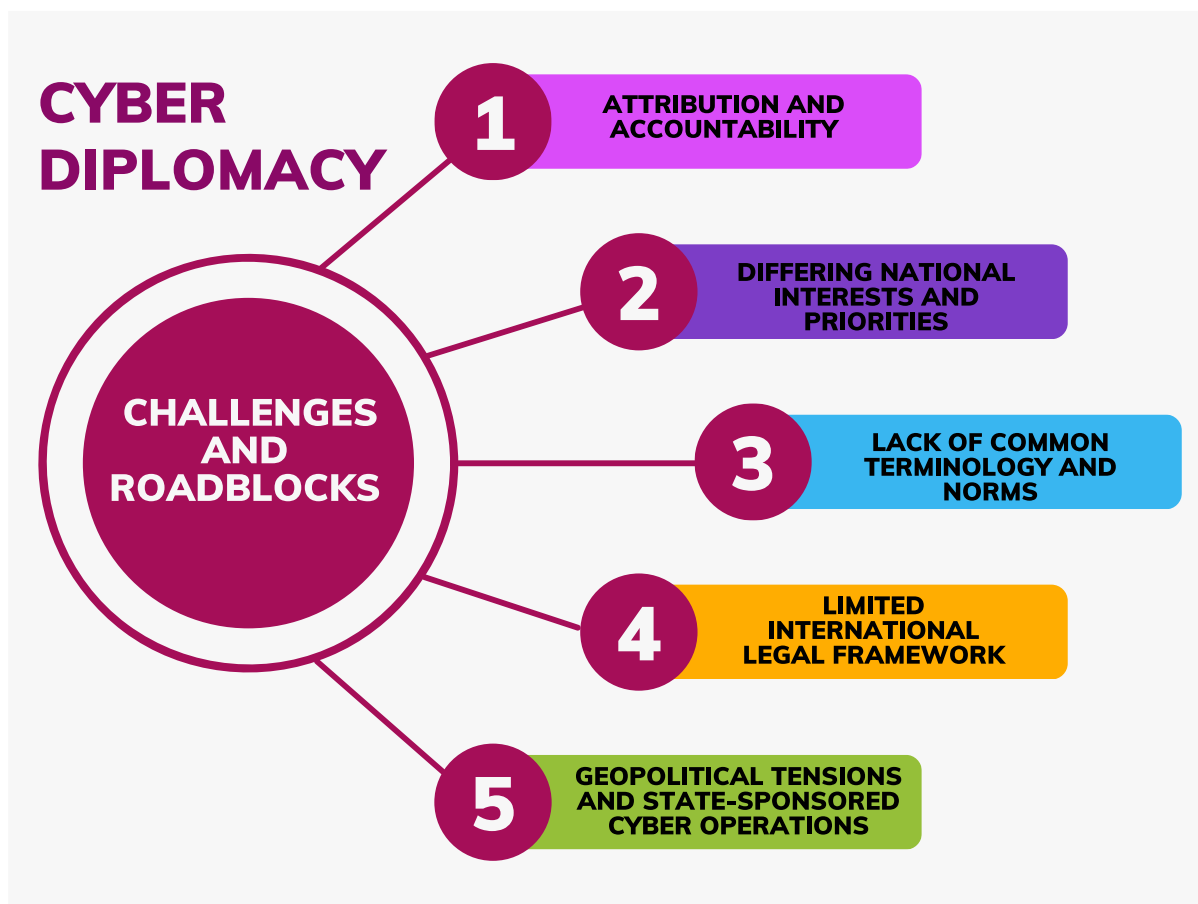 CYBER
DIPLOMACY
CHALLENGES
AND
ROADBLOCKS
1
ATTRIBUTION AND
ACCOUNTABILITY
2
DIFFERING NATIONAL
INTERESTS AND
PRIORITIES
3
LACK OF COMMON
TERMINOLOGY AND
NORMS
4
LIMITED
INTERNATIONAL
LEGAL FRAMEWORK
5
GEOPOLITICAL TENSIONS
AND STATE-SPONSORED
CYBER OPERATIONS